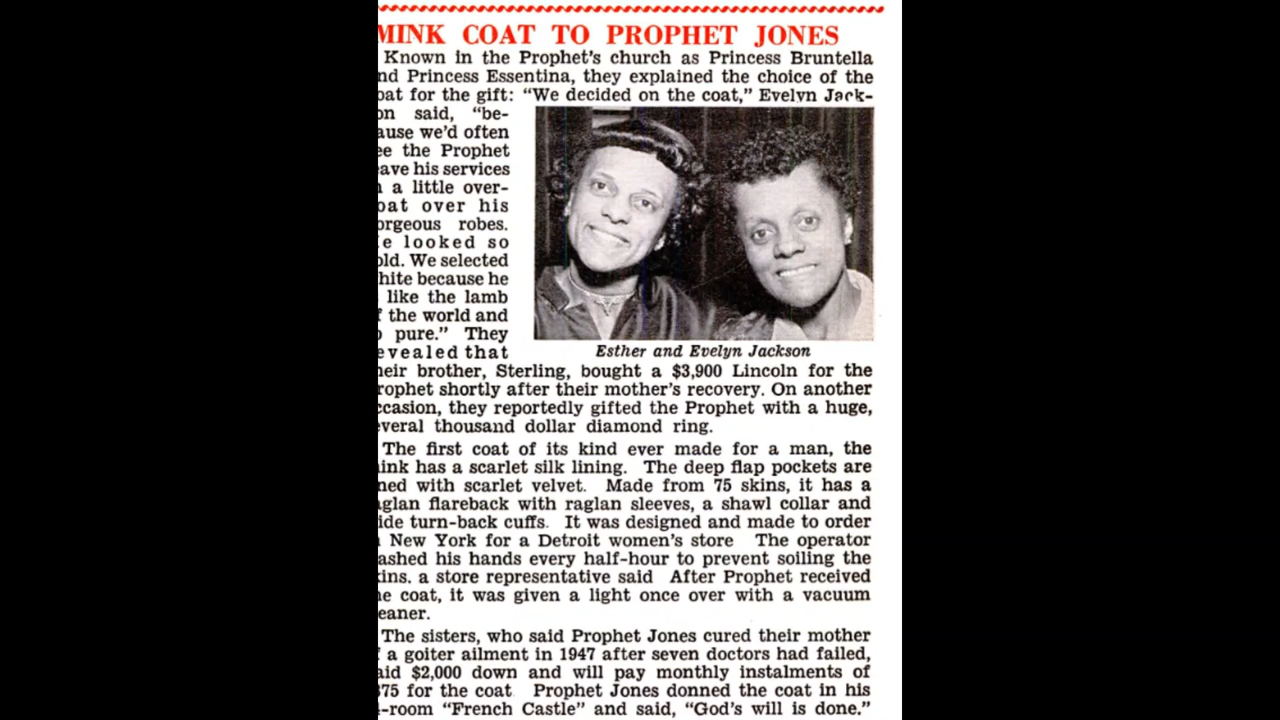 MINK COAT TO PROPHET JONES
Known in the Prophet's church as Princess Bruntella
nd Princess Essentina, they explained the choice of the
oat for the gift: "We decided on the coat," Evelyn Jack-
on said, "be-
ause we'd often
ee the Prophet
eave his services
n a little over-
oat over his
orgeous robes.
e looked so
old. We selected
hite because he
like the lamb
f the world and
o pure." They
evealed that
Esther and Evelyn Jackson
heir brother, Sterling, bought a $3,900 Lincoln for the
rophet shortly after their mother's recovery. On another
ccasion, they reportedly gifted the Prophet with a huge,
everal thousand dollar diamond ring.
The first coat of its kind ever made for a man, the
ink has a scarlet silk lining. The deep flap pockets are
ned with scarlet velvet. Made from 75 skins, it has a
aglan flareback with raglan sleeves, a shawl collar and
ide turn-back cuffs. It was designed and made to order
New York for a Detroit women's store The operator
ashed his hands every half-hour to prevent soiling the
kins. a store representative said After Prophet received
he coat, it was given a light once over with a vacuum
eaner.
The sisters, who said Prophet Jones cured their mother
f a goiter ailment in 1947 after seven doctors had failed,
aid $2,000 down and will pay monthly instalments of
75 for the coat Prophet Jones donned the coat in his
-room "French Castle" and said, "God's will is done."